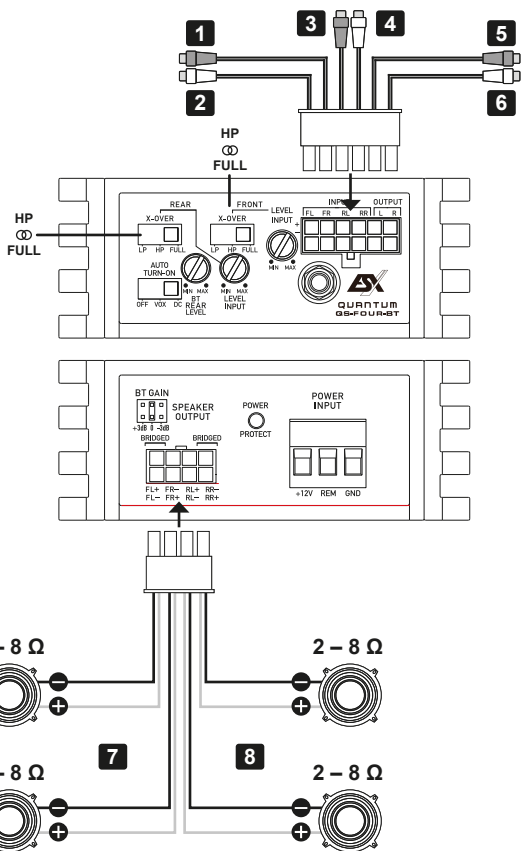 1 3 4 5
2 6
HP
FULL
HP
FULL
REAR FRONT
X-OVER X-OVER
LP HP FULL LP HP FULL
LEVEL
INPUT
MIN MAX
INPUT OUTPUT
FL FR RL RR L R
+
−
AUTO
TURN-ON
OFF VOX DC
MIN MAX
BT
REAR
LEVEL
MIN MAX
LEVEL
INPUT
ESX
QUANTUM
QS-FOUR-BT
BT GAIN
+3dB 0 -3dB
SPEAKER
OUTPUT
BRIDGED BRIDGED
FL+ FR− RL+ RR−
FL− FR+ RL− RR+
POWER
PROTECT
POWER
INPUT
+12V REM GND
– 8 Ω 2 – 8 Ω
− −
+ +
7 8
– 8 Ω 2 – 8 Ω
− −
+ +